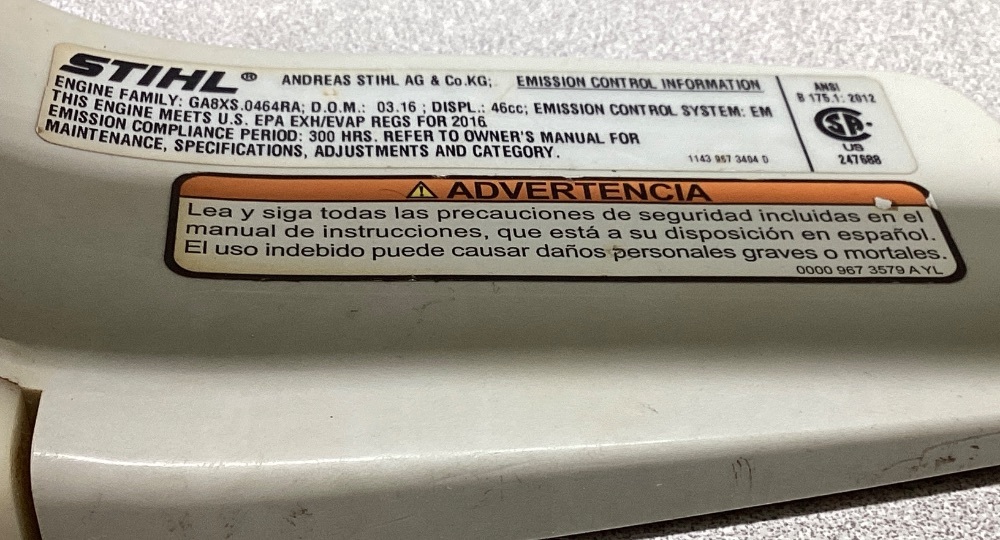 STIHL® ANDREAS STIHL AG & Co.KG; EMISSION CONTROL INFORMATION
ENGINE FAMILY: GA8XS.0464RA; D.O.M.: 03.16 ; DISPL.: 46cc; EMISSION CONTROL SYSTEM: EM
THIS ENGINE MEETS U.S. EPA EXH/EVAP REGS FOR 2016
EMISSION COMPLIANCE PERIOD: 300 HRS. REFER TO OWNER'S MANUAL FOR
MAINTENANCE, SPECIFICATIONS, ADJUSTMENTS AND CATEGORY.
1143 967 3404 0
ANSI
B 175.1: 2012
SA
US
247688
⚠ ADVERTENCIA
Lea y siga todas las precauciones de seguridad incluidas en el
manual de instrucciones, que está a su disposición en español.
El uso indebido puede causar daños personales graves o mortales.
0000 967 3579 A YL